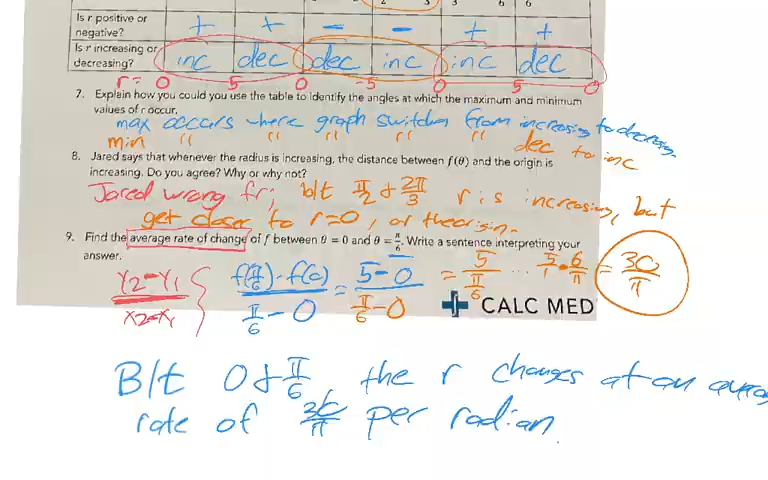 2 3 3 6 6
Is r positive or negative? + + − − + +
Is r increasing or decreasing? inc dec dec inc inc dec
r = 0 5 0 5 0 5 0
7. Explain how you could you use the table to identify the angles at which the maximum and minimum
values of r occur.
max occurs where graph switches from increasing to decreasing
min " " " " " dec to inc
8. Jared says that whenever the radius is increasing, the distance between f(θ) and the origin is
increasing. Do you agree? Why or why not?
Jared wrong b/t π/2 & 2π/3 r is increasing, but
get closer to r=0, or the origin.
9. Find the average rate of change of f between θ = 0 and θ = π/6. Write a sentence interpreting your
answer.
Y2-Y1/X2-X1 { f(π/6)-f(0)/π/6 - 0 = 5-0/π/6-0 = 5/π/6 ... 5/1 • 6/π = 30/π
CALC MED
B/t 0 & π/6, the r changes at an averag
rate of 30/π per radian.